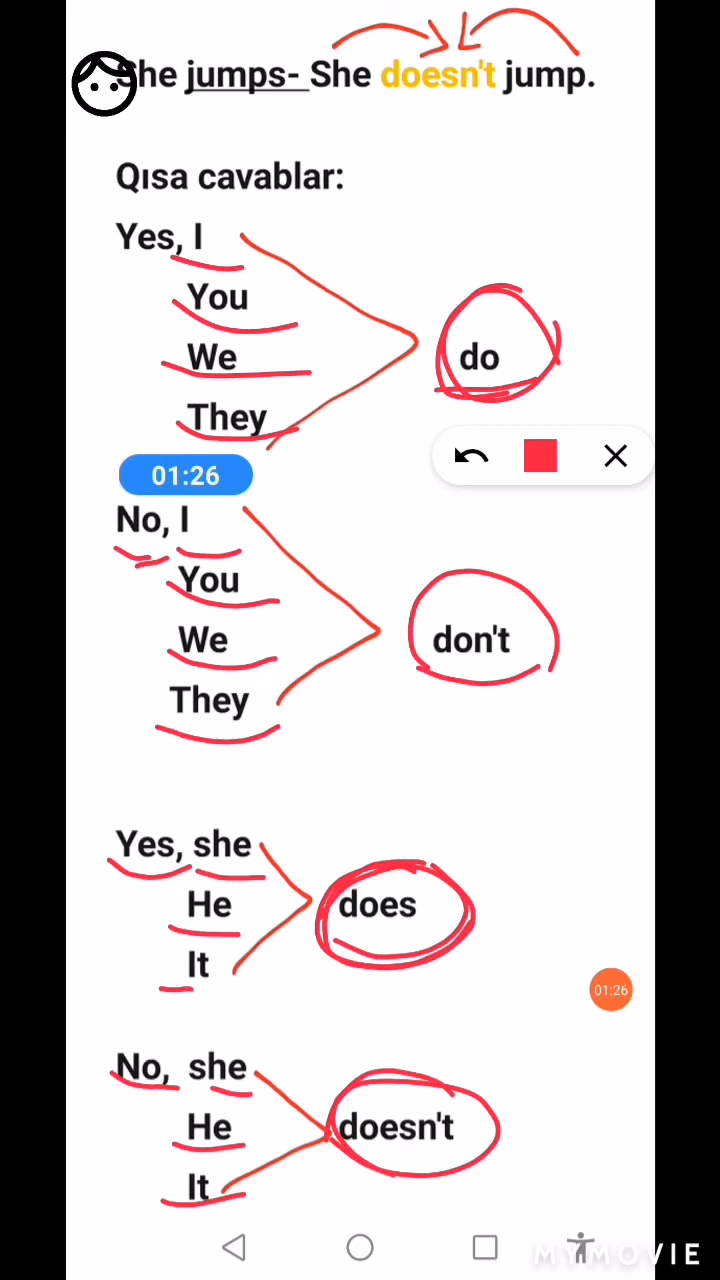 She jumps- She doesn't jump.
Qısa cavablar:
Yes, I
You
We
do
They
01:26
No, I
You
We
don't
They
Yes, she
He
does
It
01:26
No, she
He
doesn't
It
MYMOVIE